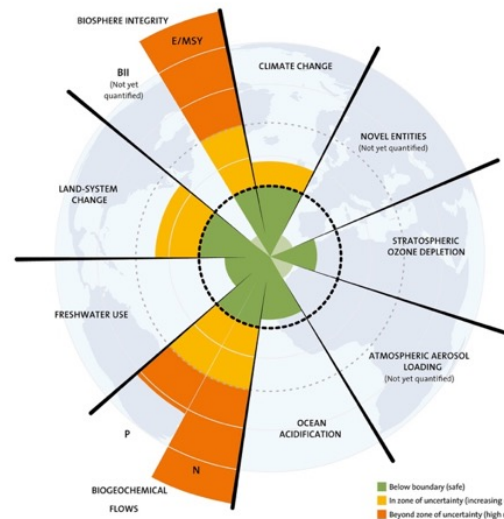 BIOSPHERE INTEGRITY
E/MSY
CLIMATE CHANGE
BII
(Not yet
quantified)
NOVEL ENTITIES
(Not yet quantified)
LAND-SYSTEM
CHANGE
STRATOSPHERIC
OZONE DEPLETION
FRESHWATER USE
ATMOSPHERIC AEROSOL
LOADING
(Not yet quantified)
P
OCEAN
ACIDIFICATION
N
BIOGEOCHEMICAL
FLOWS
Below boundary (safe)
In zone of uncertainty (increasing
Beyond zone of uncertainty (high